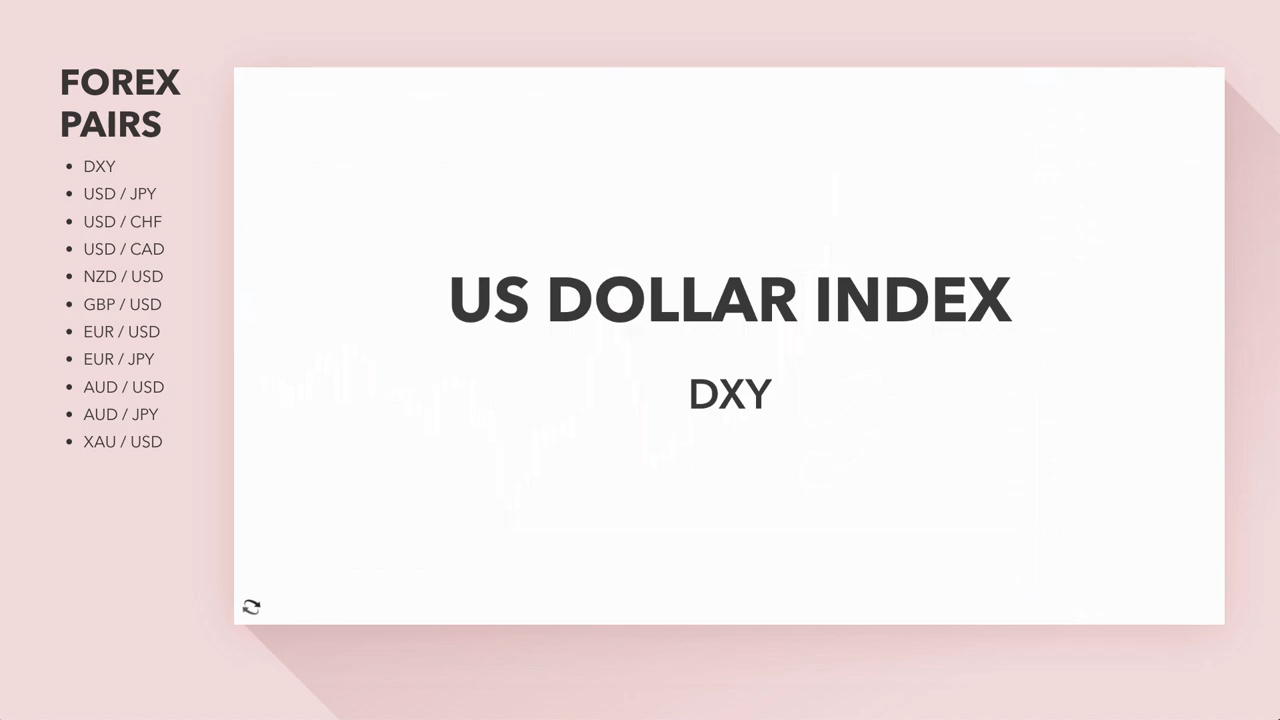 FOREX
PAIRS
• DXY
• USD / JPY
• USD / CHF
• USD / CAD
• NZD / USD
• GBP / USD
• EUR / USD
• EUR / JPY
• AUD / USD
• AUD / JPY
• XAU / USD
US DOLLAR INDEX
DXY